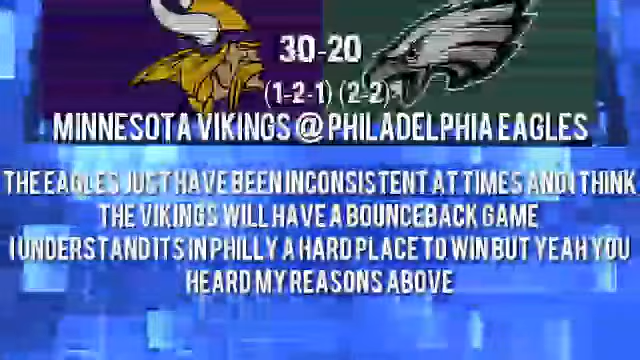 30-20
(1-2-1) (2-2)
MINNESOTA VIKINGS @ PHILADELPHIA EAGLES
THE EAGLES JUST HAVE BEEN INCONSISTENT AT TIMES AND I THINK
THE VIKINGS WILL HAVE A BOUNCEBACK GAME
I UNDERSTAND ITS IN PHILLY A HARD PLACE TO WIN BUT YEAH YOU
HEARD MY REASONS ABOVE